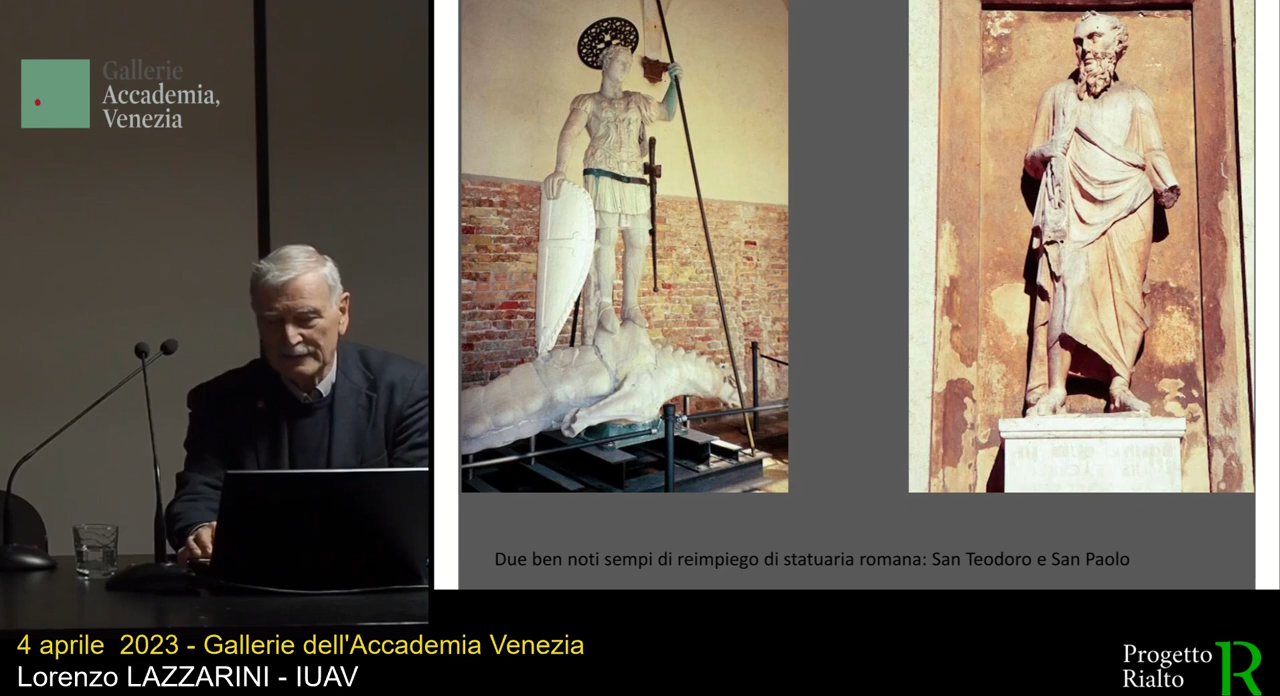 Gallerie
Accademia,
Venezia
Due ben noti sempi di reimpiego di statuaria romana: San Teodoro e San Paolo
4 aprile 2023 - Gallerie dell'Accademia Venezia
Lorenzo LAZZARINI - IUAV
Progetto
Rialto
R